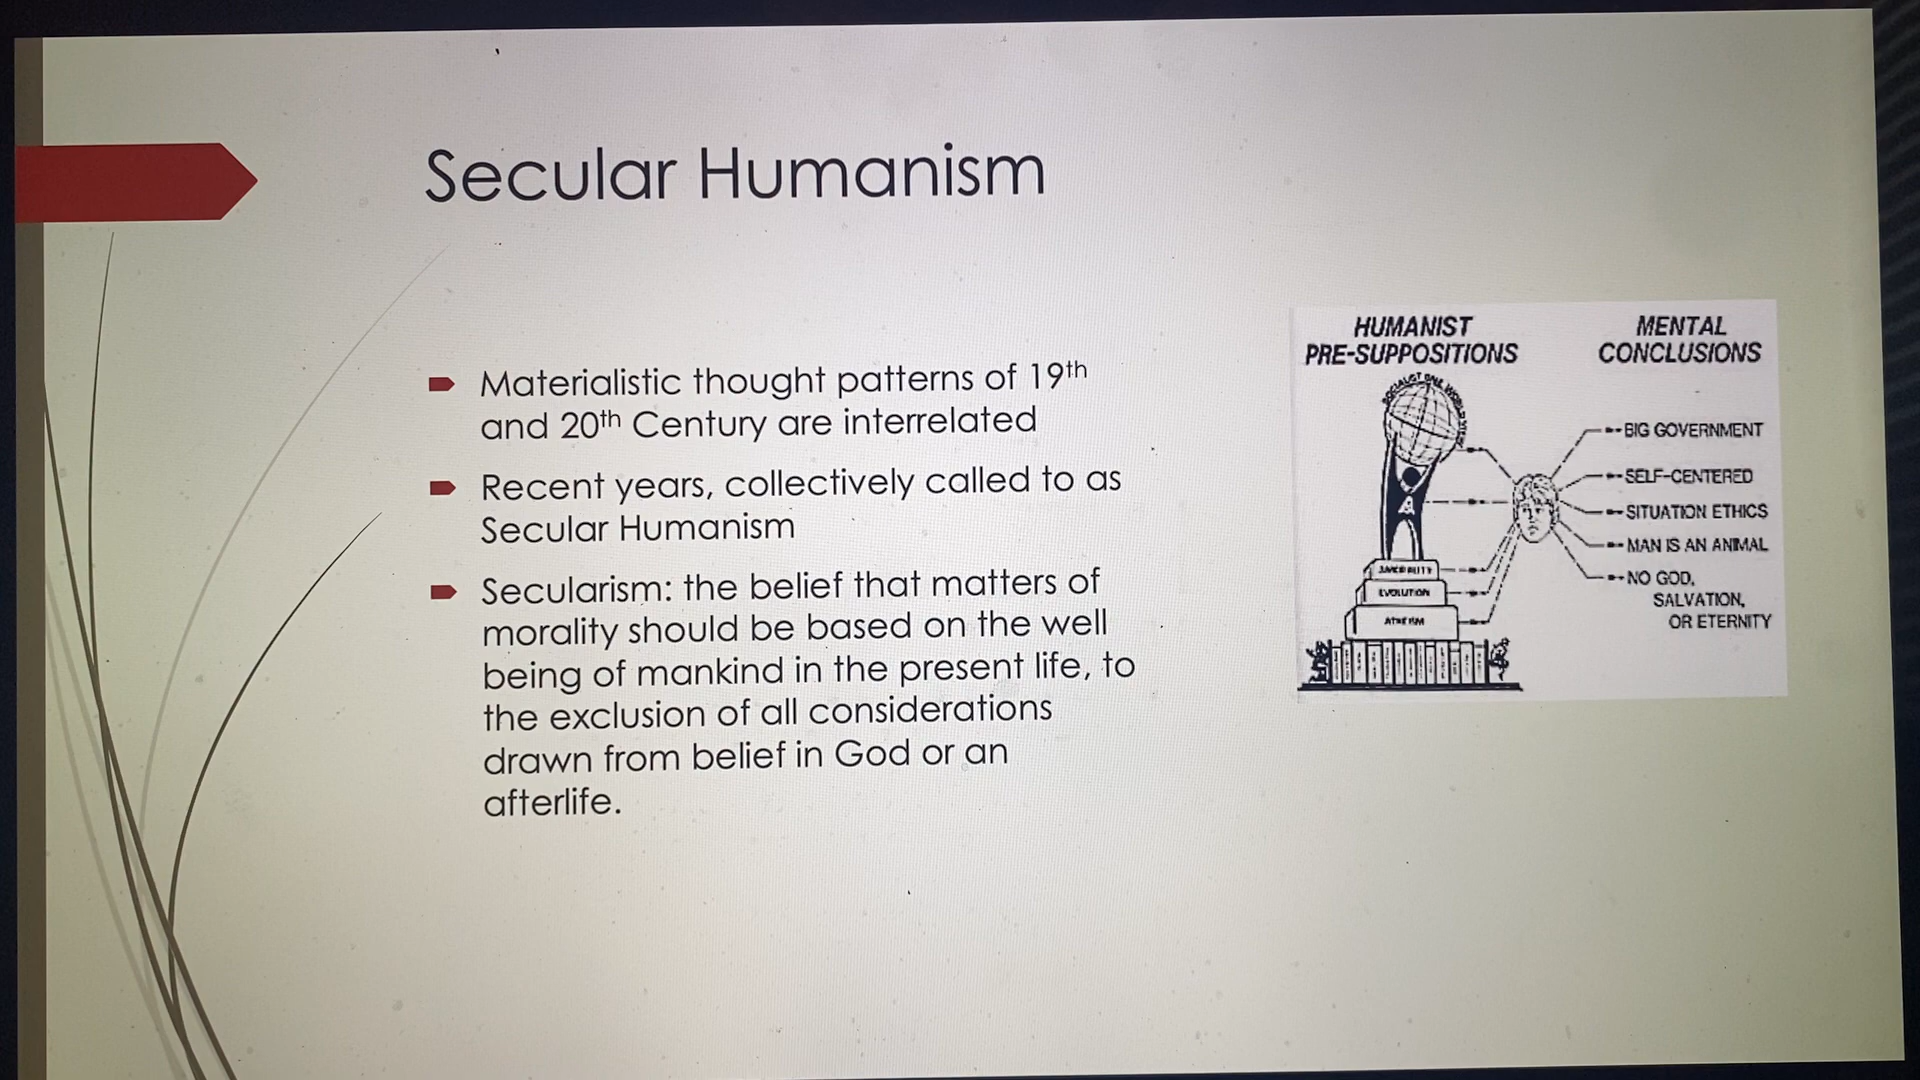 Secular Humanism
Materialistic thought patterns of 19th
and 20th Century are interrelated
Recent years, collectively called to as
Secular Humanism
Secularism: the belief that matters of
morality should be based on the well
being of mankind in the present life, to
the exclusion of all considerations
drawn from belief in God or an
afterlife.
HUMANIST
PRE-SUPPOSITIONS
A
EVOLUTION
MENTAL
CONCLUSIONS
BIG GOVERNMENT
SELF-CENTERED
SITUATION ETHICS
MAN IS AN ANIMAL
NO GOD,
SALVATION,
OR ETERNITY